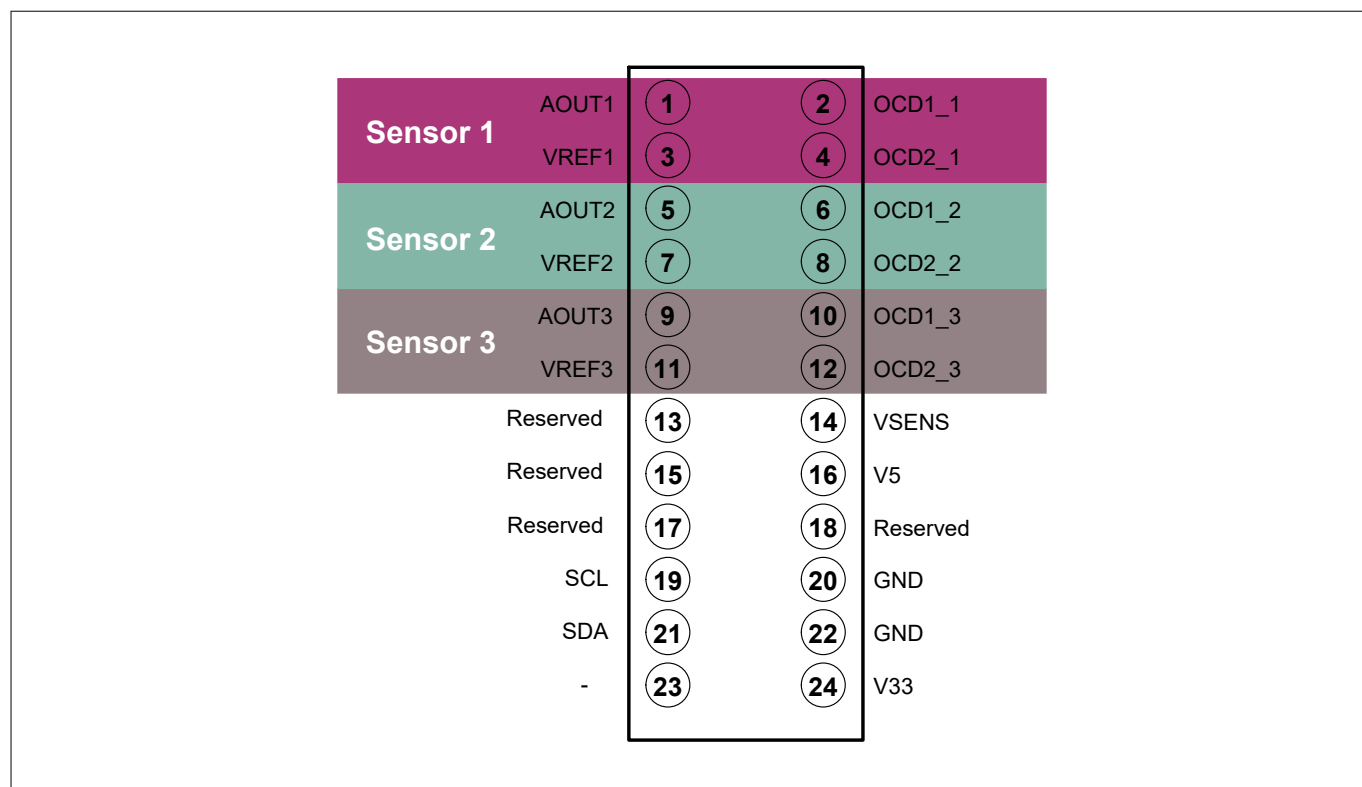 AOUT1 1 2 OCD1_1
Sensor 1
VREF1 3 4 OCD2_1
AOUT2 5 6 OCD1_2
Sensor 2
VREF2 7 8 OCD2_2
AOUT3 9 10 OCD1_3
Sensor 3
VREF3 11 12 OCD2_3
Reserved 13 14 VSENS
Reserved 15 16 V5
Reserved 17 18 Reserved
SCL 19 20 GND
SDA 21 22 GND
- 23 24 V33